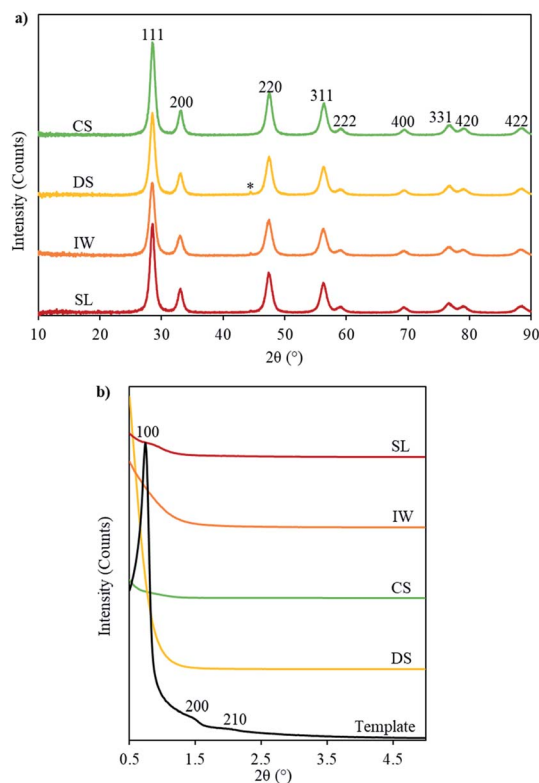 a)
111
200
220
311
222
400
331
420
422
CS
DS
*
IW
SL
Intensity (Counts)
10 20 30 40 50 60 70 80 90
2θ (°)
b)
100
SL
IW
CS
DS
200
210
Template
Intensity (Counts)
0.5 1.5 2.5 3.5 4.5
2θ (°)